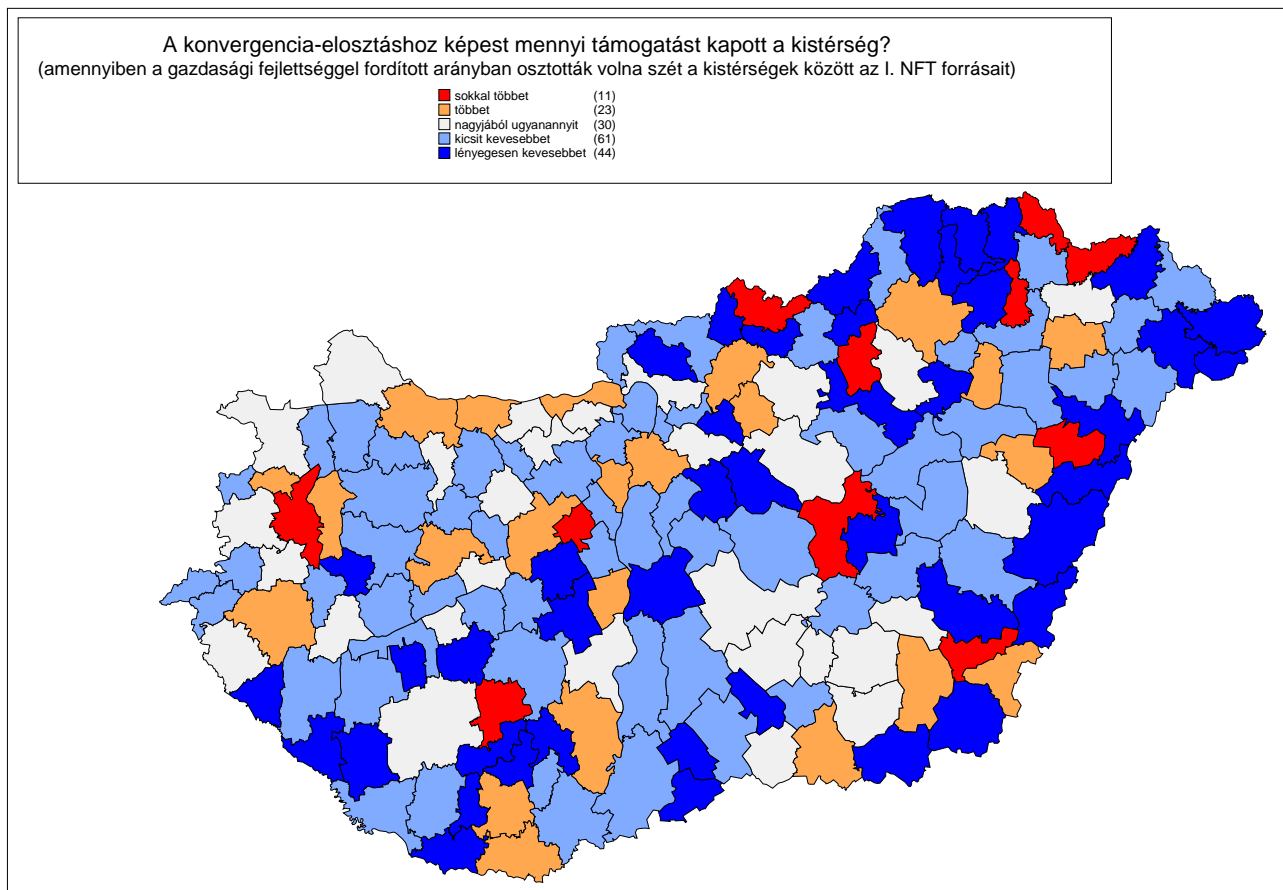 A konvergencia-elosztáshoz képest mennyi támogatást kapott a kistérség?
(amennyiben a gazdasági fejlettséggel fordított arányban osztották volna szét a kistérségek között az I. NFT forrásait)
sokkal többet (11)
többet (23)
nagyjából ugyanannyit (30)
kicsit kevesebbet (61)
lényegesen kevesebbet (44)